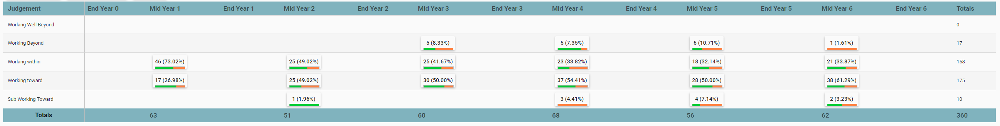 Judgement End Year 0 Mid Year 1 End Year 1 Mid Year 2 End Year 2 Mid Year 3 End Year 3 Mid Year 4 End Year 4 Mid Year 5 End Year 5 Mid Year 6 End Year 6 Totals
Working Well Beyond 0
Working Beyond 5 (8.33%) 5 (7.35%) 6 (10.71%) 1 (1.61%) 17
Working within 46 (73.02%) 25 (49.02%) 25 (41.67%) 23 (33.82%) 18 (32.14%) 21 (33.87%) 158
Working toward 17 (26.98%) 25 (49.02%) 30 (50.00%) 37 (54.41%) 28 (50.00%) 38 (61.29%) 175
Sub Working Toward 1 (1.96%) 3 (4.41%) 4 (7.14%) 2 (3.23%) 10
Totals 63 51 60 68 56 62 360